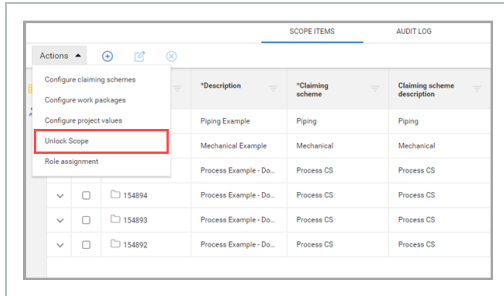 SCOPE ITEMS AUDIT LOG
Actions
Configure claiming schemes
Configure work packages
Configure project values
Unlock Scope
Role assignment
*Description *Claiming scheme Claiming scheme description
Piping Example Piping Piping
Mechanical Example Mechanical Mechanical
Process Example - Do... Process CS Process CS
154894 Process Example - Do... Process CS Process CS
154893 Process Example - Do... Process CS Process CS
154892 Process Example - Do... Process CS Process CS